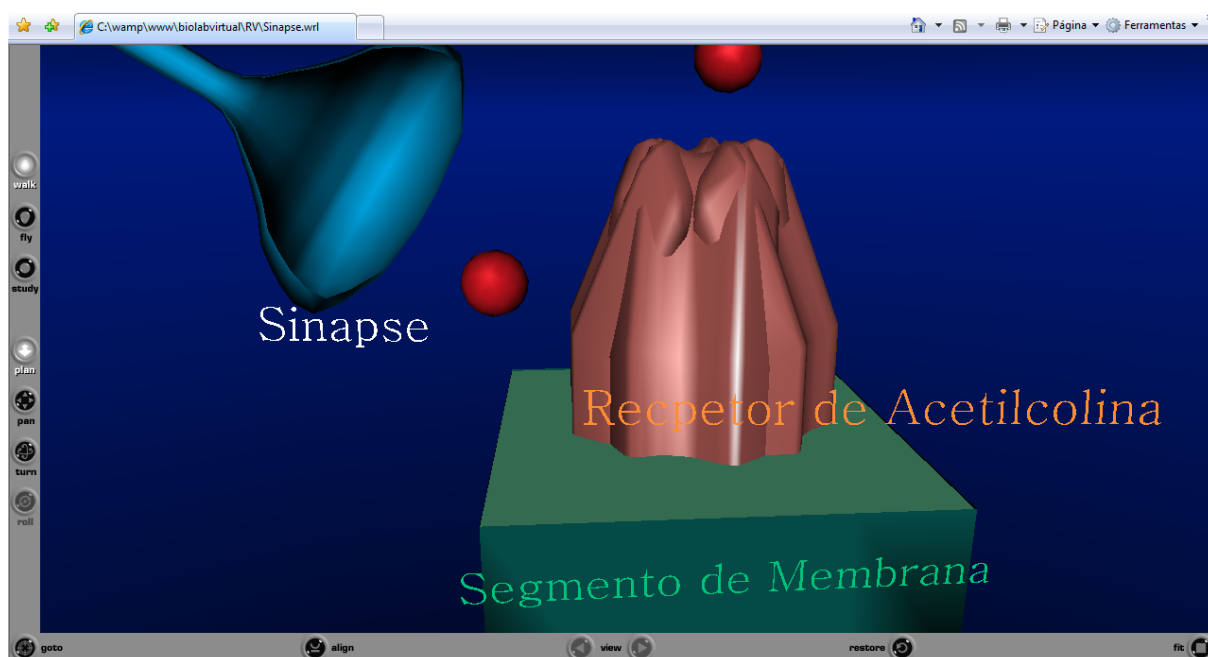 C:\wamp\www\biolabvirtual\RV\Sinapse.wrl
Página
Ferramentas
walk
fly
study
plan
pan
turn
roll
Sinapse
Recpetor de Acetilcolina
Segmento de Membrana
goto
align
view
restore
fit